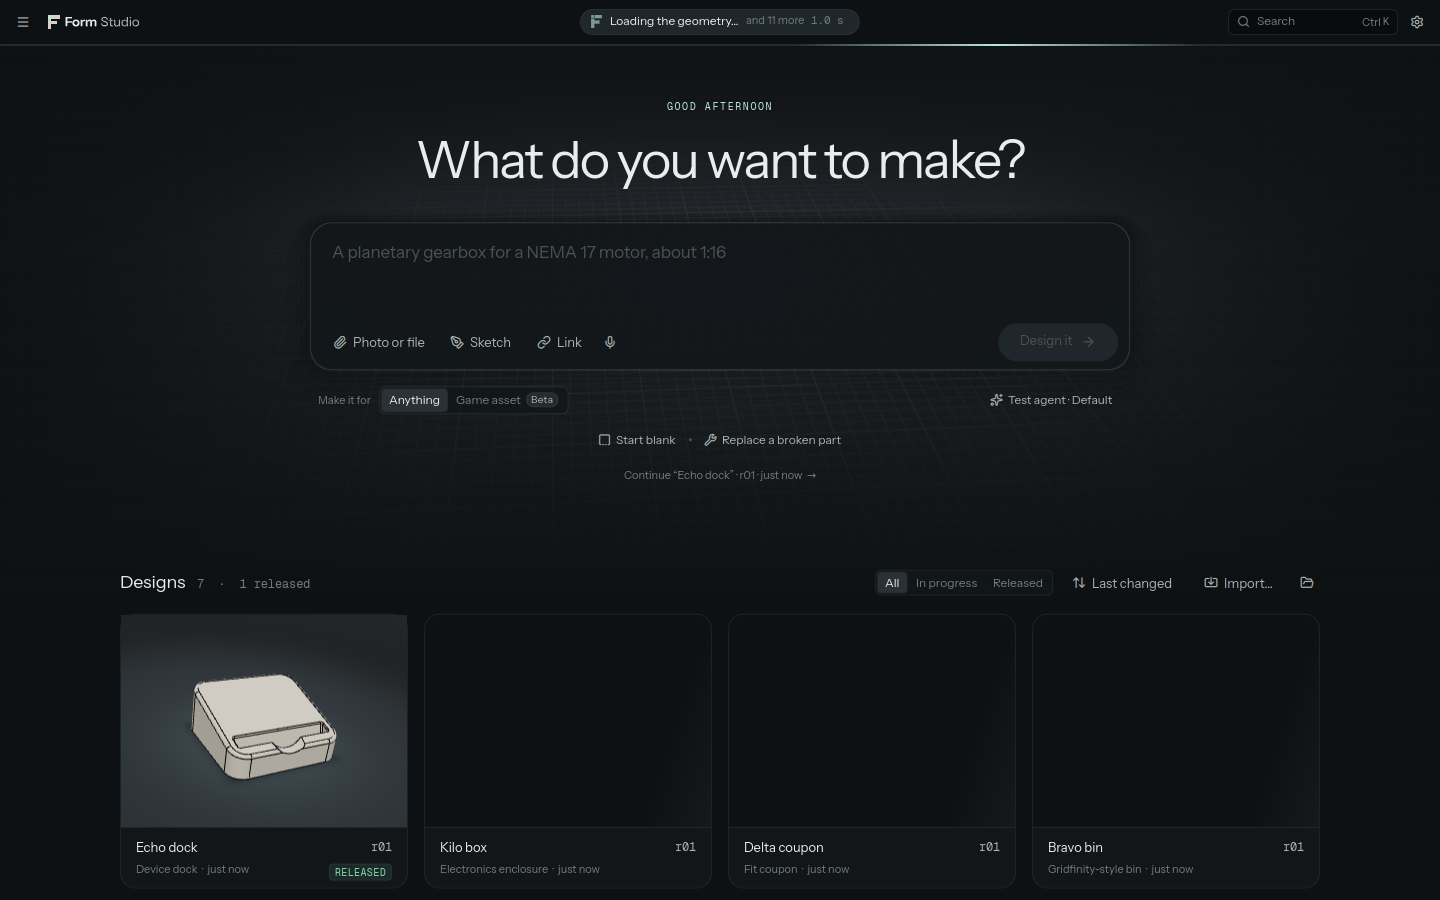 Form Studio
Loading the geometry... and 11 more 1.0 s
Search Ctrl K
GOOD AFTERNOON
What do you want to make?
A planetary gearbox for a NEMA 17 motor, about 1:16
Photo or file Sketch Link Design it →
Make it for Anything Game asset Beta Test agent · Default
Start blank • Replace a broken part
Continue “Echo dock” · r01 · just now →
Designs 7 · 1 released All In progress Released Last changed Import...
Echo dock r01 Kilo box r01 Delta coupon r01 Bravo bin r01
Device dock · just now RELEASED Electronics enclosure · just now Fit coupon · just now Gridfinity-style bin · just now